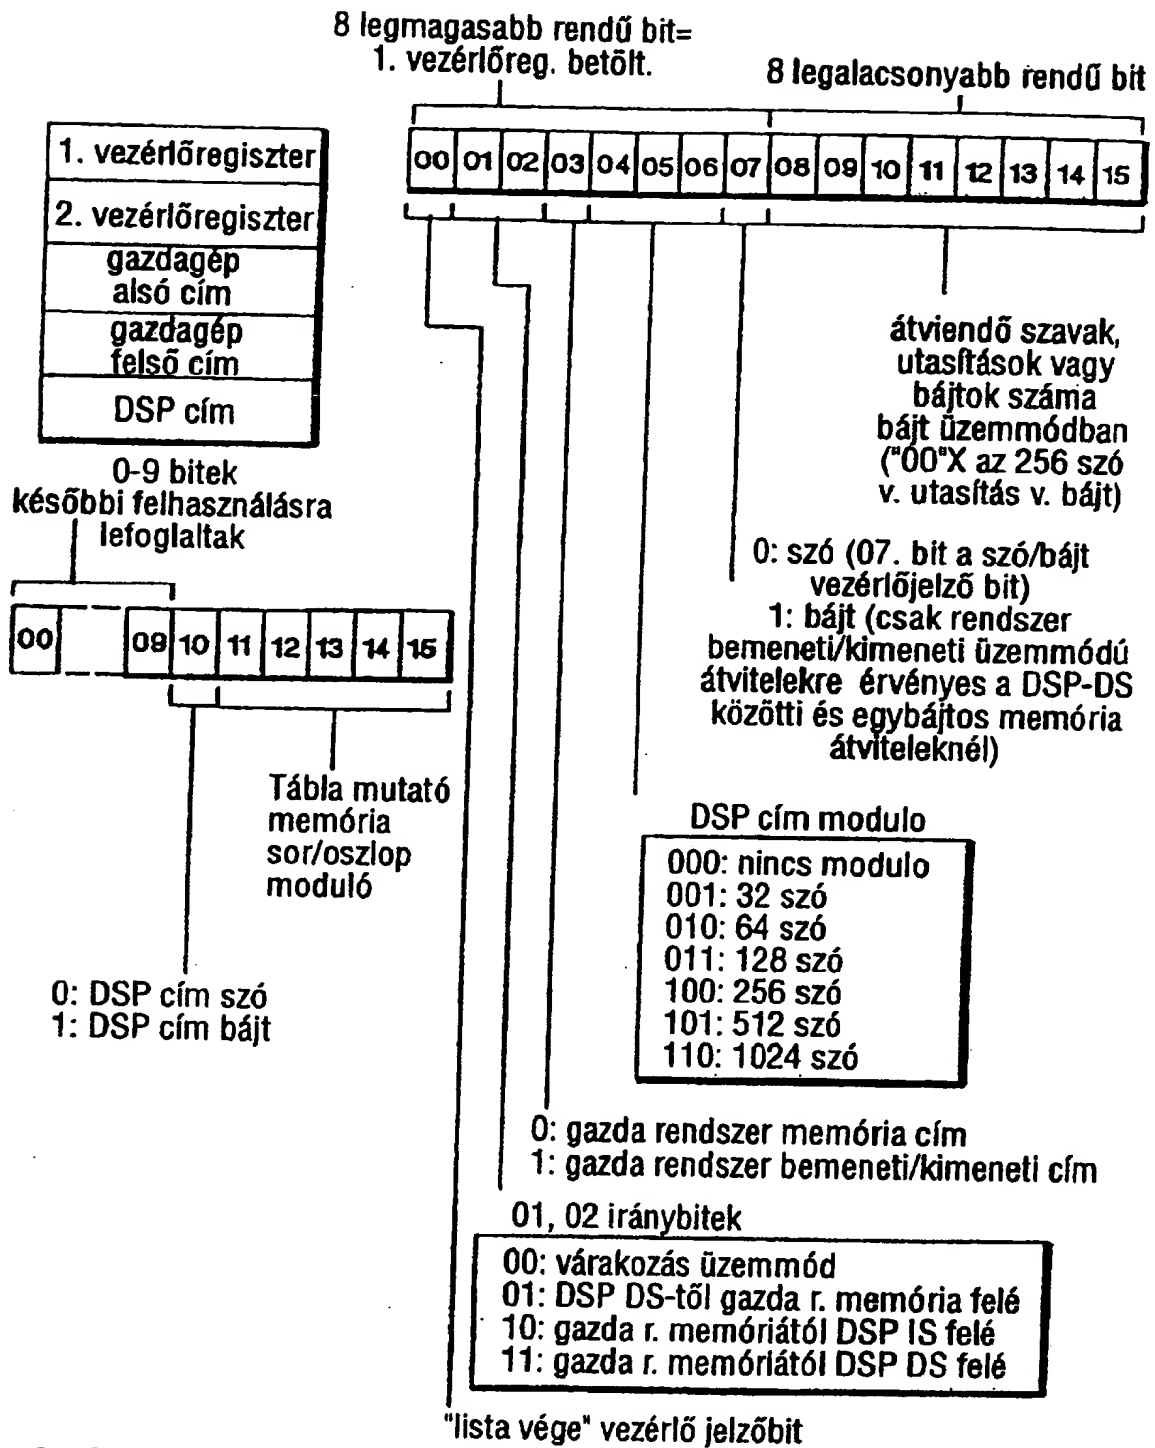 8 legmagasabb rendű bit=
1. vezérlőreg. betölt.
8 legalacsonyabb rendű bit
00 01 02 03 04 05 06 07 08 09 10 11 12 13 14 15
1. vezérlőregiszter
2. vezérlőregiszter
gazdagép
alsó cím
gazdagép
felső cím
DSP cím
0-9 bitek
későbbi felhasználásra
lefoglaltak
00 09 10 11 12 13 14 15
Tábla mutató
memória
sor/oszlop
moduló
0: DSP cím szó
1: DSP cím bájt
átviendő szavak,
utasítások vagy
bájtok száma
bájt üzemmódban
("00"X az 256 szó
v. utasítás v. bájt)
0: szó (07. bit a szó/bájt
vezérlőjelző bit)
1: bájt (csak rendszer
bemeneti/kimeneti üzemmódú
átvitelekre érvényes a DSP-DS
közötti és egybájtos memória
átviteleknél)
DSP cím modulo
000: nincs modulo
001: 32 szó
010: 64 szó
011: 128 szó
100: 256 szó
101: 512 szó
110: 1024 szó
0: gazda rendszer memória cím
1: gazda rendszer bemeneti/kimeneti cím
01, 02 iránybitek
00: várakozás üzemmód
01: DSP DS-től gazda r. memória felé
10: gazda r. memóriától DSP IS felé
11: gazda r. memóriától DSP DS felé
"lista vége" vezérlő jelzőbit